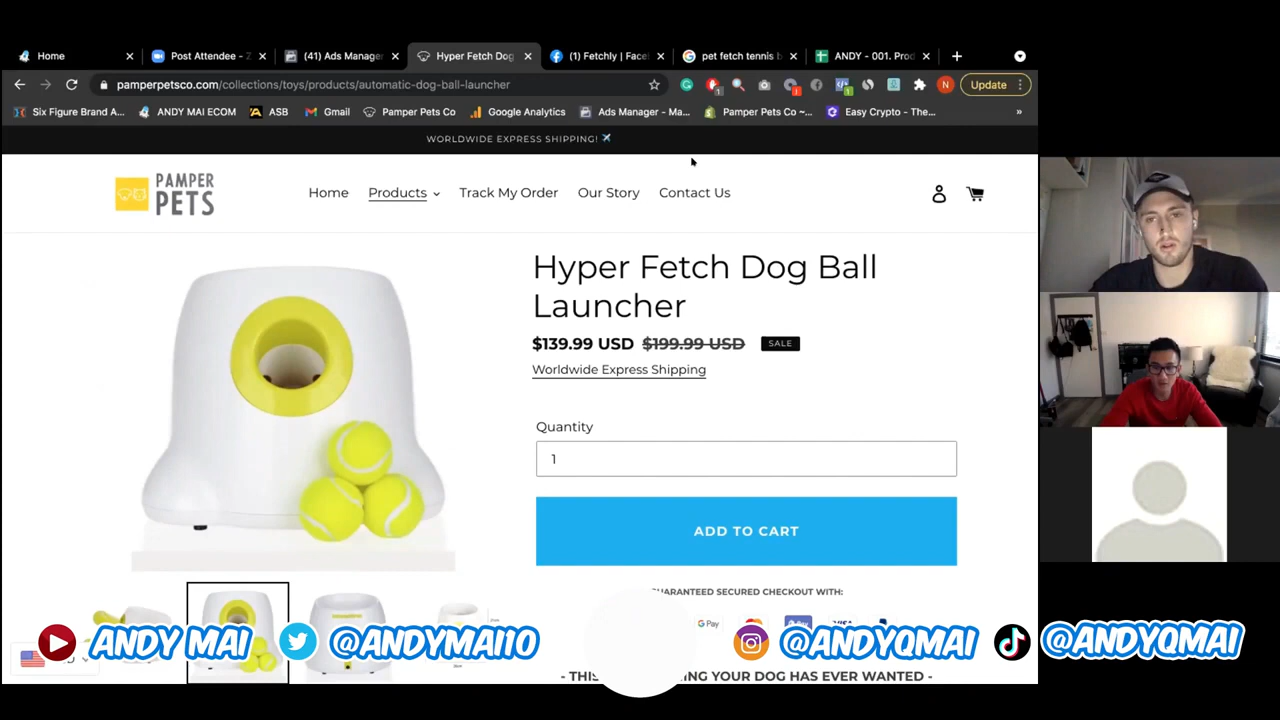 Home
Post Attendee - Z
(41) Ads Manager
Hyper Fetch Dog
(1) Fetchly | Face
pet fetch tennis b
ANDY - 001. Prod
pamperpetsco.com/collections/toys/products/automatic-dog-ball-launcher
Update
Six Figure Brand A...
ANDY MAI ECOM
ASB
Gmail
Pamper Pets Co
Google Analytics
Ads Manager - Ma...
Pamper Pets Co ~...
Easy Crypto - The...
»
WORLDWIDE EXPRESS SHIPPING!
PAMPER
PETS
Home
Products
Track My Order
Our Story
Contact Us
Hyper Fetch Dog Ball
Launcher
$139.99 USD $199.99 USD SALE
Worldwide Express Shipping
Quantity
1
ADD TO CART
UARANTEED SECURED CHECKOUT WITH:
G Pay
VISA
ANDY MAI
@ANDYMAI10
@ANDYQMAI
@ANDYQMAI
- THIS
NG YOUR DOG HAS EVER WANTED -